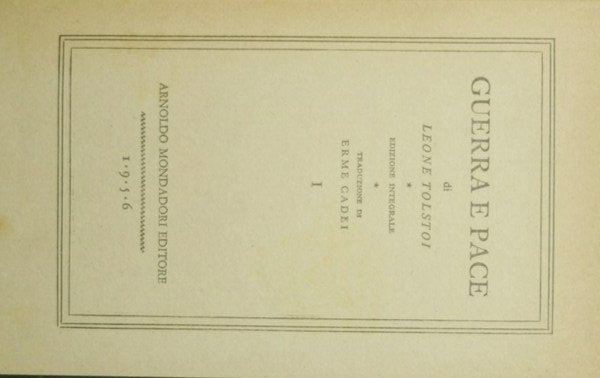 GUERRA E PACE
di
LEONE TOLSTOI
*
EDIZIONE INTEGRALE
*
TRADUZIONE DI
ERME CADEI
I
ARNOLDO MONDADORI EDITORE
1·9·5·6